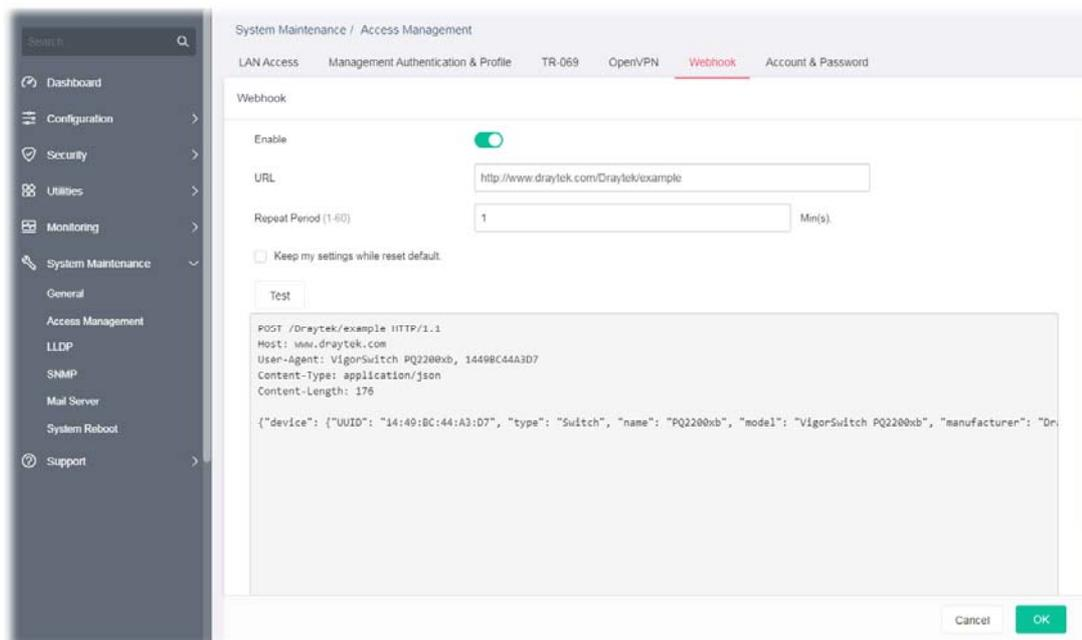 Search...
Dashboard
Configuration
Security
Utilities
Monitoring
System Maintenance
General
Access Management
LLDP
SNMP
Mail Server
System Reboot
Support
System Maintenance / Access Management
LAN Access Management Authentication & Profile TR-069 OpenVPN Webhook Account & Password
Webhook
Enable
URL http://www.draytek.com/Draytek/example
Repeat Period (1-60) 1 Min(s).
Keep my settings while reset default.
Test
POST /Draytek/example HTTP/1.1
Host: www.draytek.com
User-Agent: VigorSwitch PQ2200xb, 1449BC44A3D7
Content-Type: application/json
Content-Length: 176
{"device": {"UUID": "14:49:BC:44:A3:D7", "type": "Switch", "name": "PQ2200xb", "model": "VigorSwitch PQ2200xb", "manufacturer": "Dr
Cancel OK